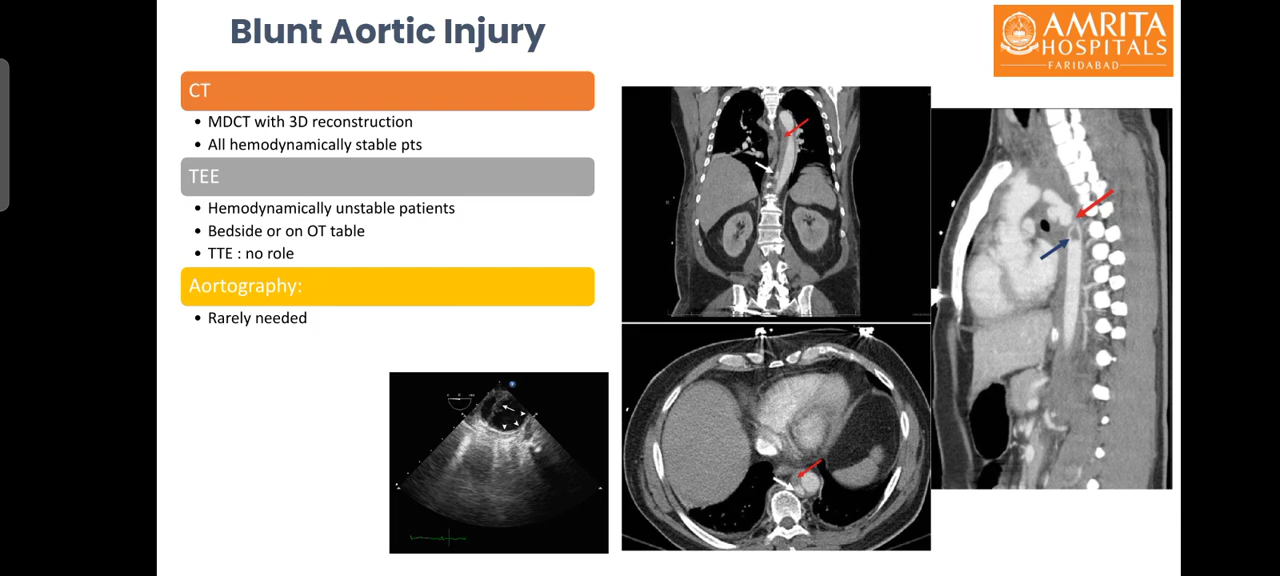 Blunt Aortic Injury
AMRITA
HOSPITALS
FARIDABAD
CT
• MDCT with 3D reconstruction
• All hemodynamically stable pts
TEE
• Hemodynamically unstable patients
• Bedside or on OT table
• TTE : no role
Aortography:
• Rarely needed